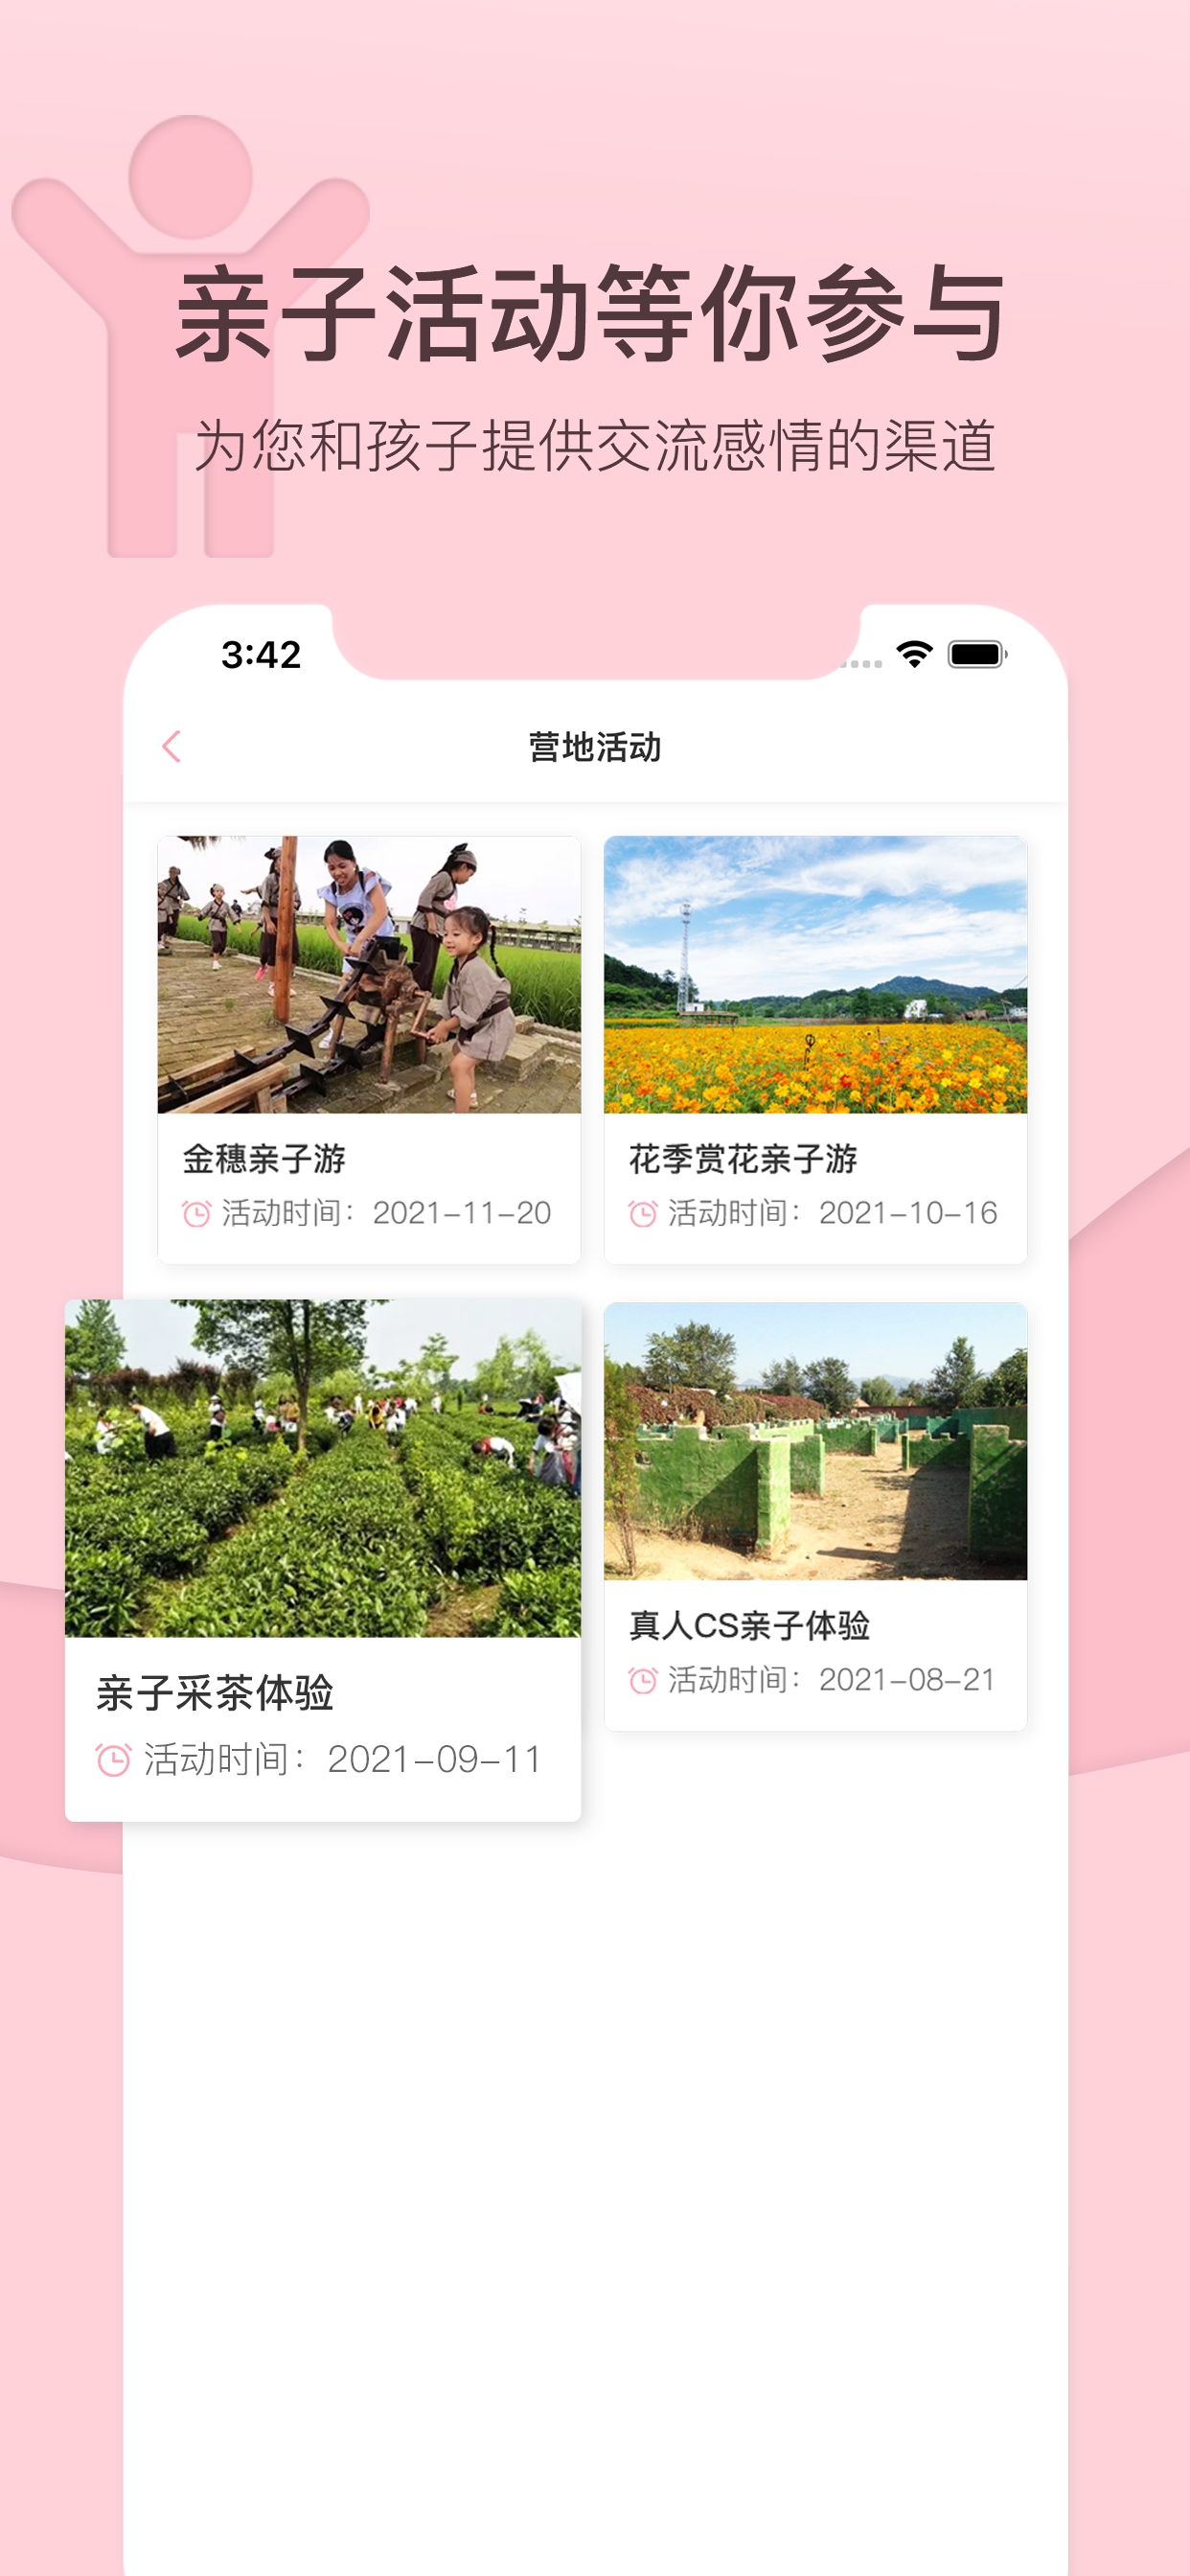 亲子活动等你参与
为您和孩子提供交流感情的渠道
3:42
营地活动
金穗亲子游
活动时间：2021-11-20
花季赏花亲子游
活动时间：2021-10-16
亲子采茶体验
活动时间：2021-09-11
真人CS亲子体验
活动时间：2021-08-21